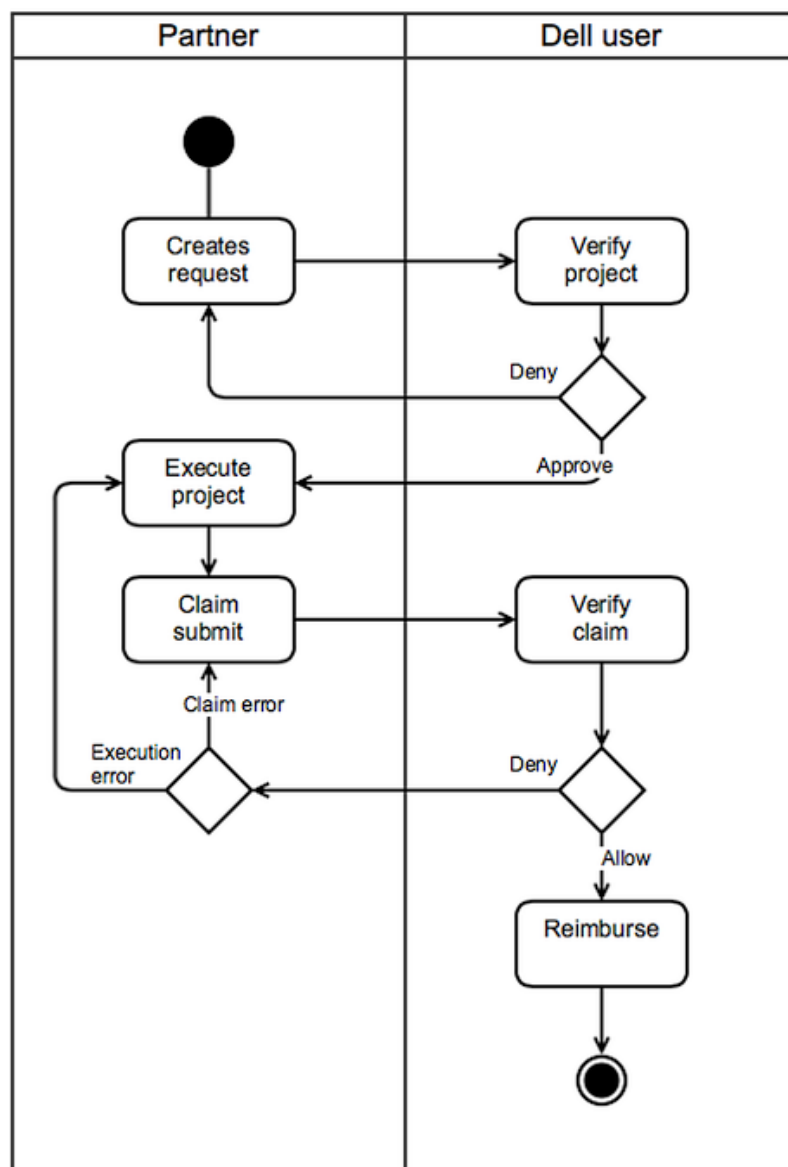 Partner
Dell user
Creates
request
Verify
project
Deny
Execute
project
Approve
Claim
submit
Verify
claim
Claim error
Execution
error
Deny
Allow
Reimburse